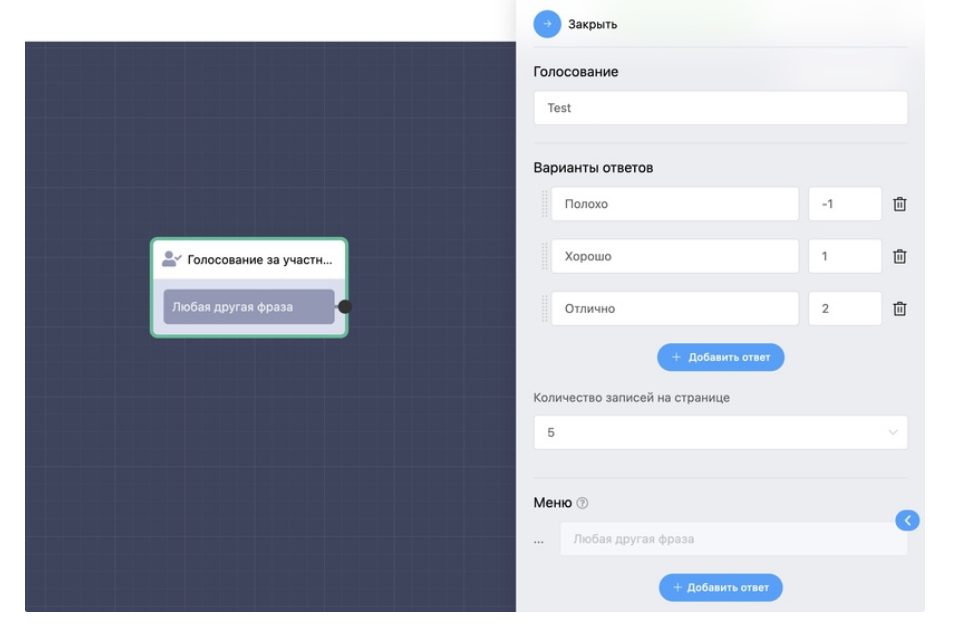 Закрыть
Голосование
Test
Варианты ответов
Полохо -1
Хорошо 1
Отлично 2
+ Добавить ответ
Количество записей на странице
5
Меню ?
... Любая другая фраза
+ Добавить ответ
Голосование за участн...
Любая другая фраза